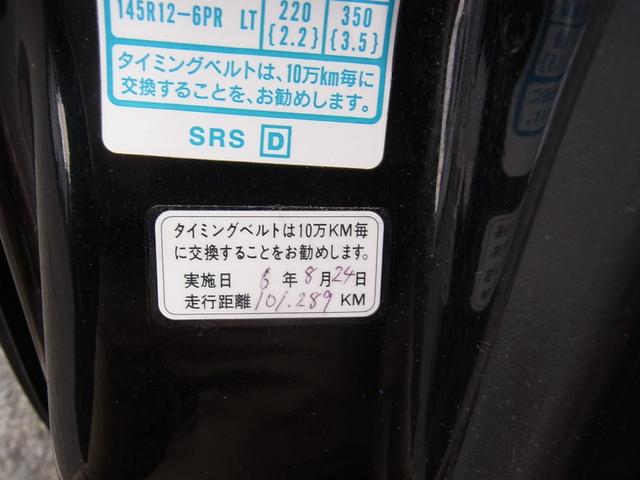 145R12-6PR LT 220 {2.2} 350 {3.5}
タイミングベルトは、10万km毎に
交換することを、お勧めします。
SRS D
タイミングベルトは10万KM毎
に交換することをお勧めします。
実施日 6年8月24日
走行距離 101.289 KM